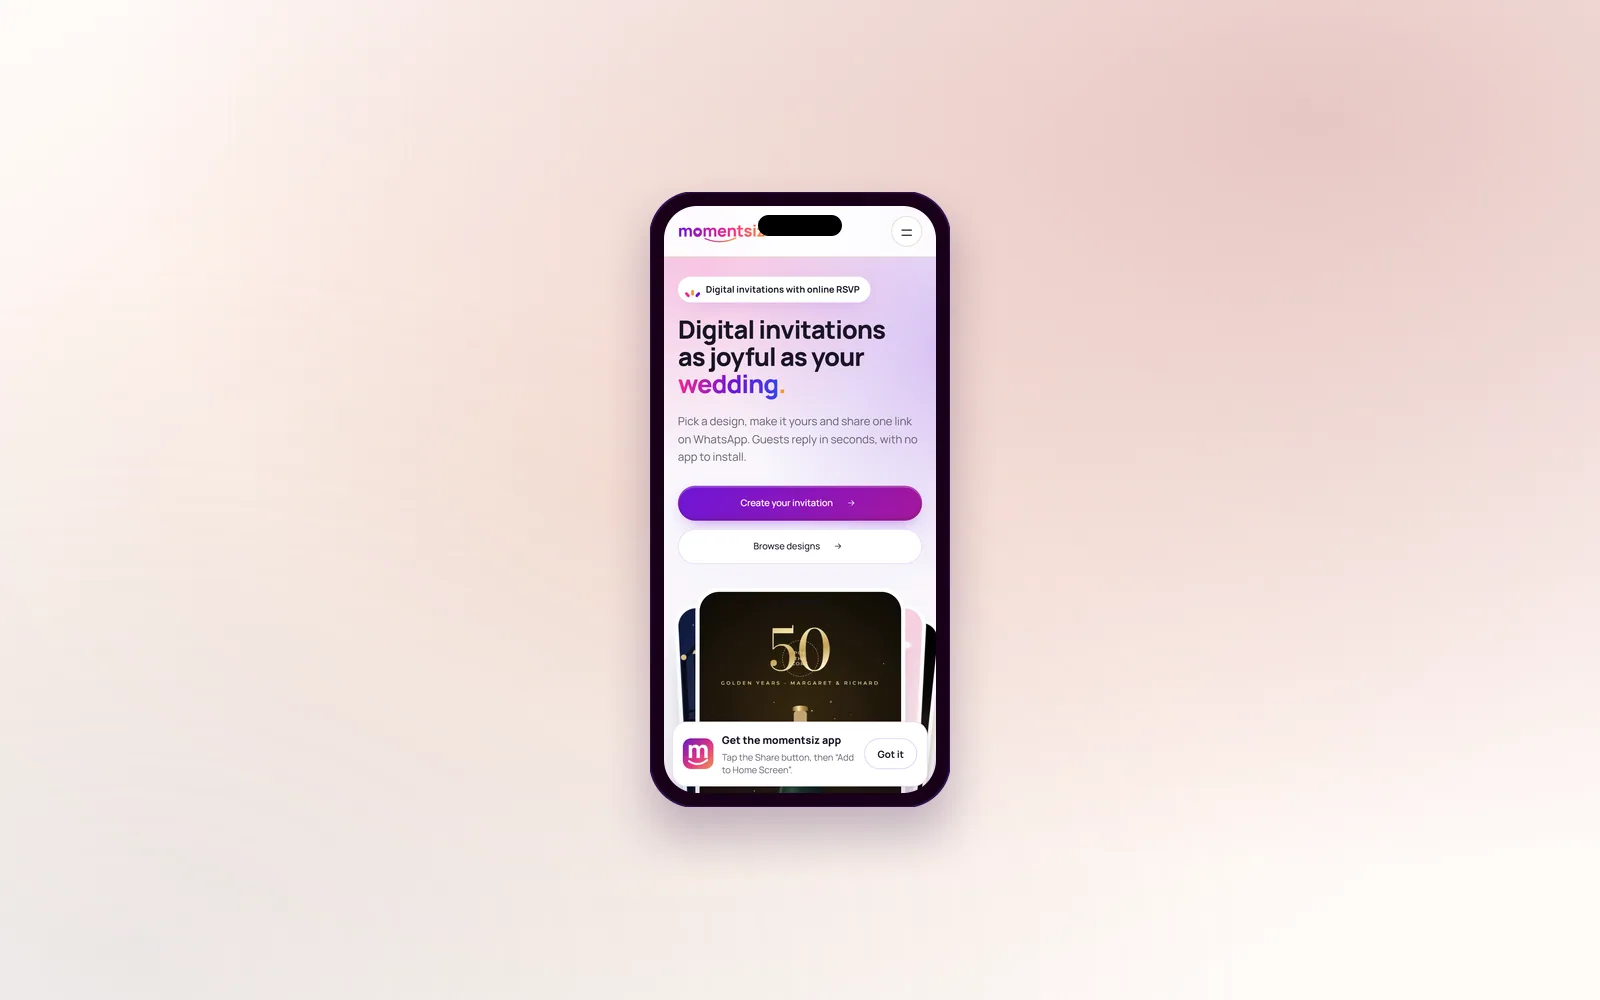 momentsiz
Digital invitations with online RSVP
Digital invitations
as joyful as your
wedding.
Pick a design, make it yours and share one link
on WhatsApp. Guests reply in seconds, with no
app to install.
Create your invitation →
Browse designs →
50
GOLDEN YEARS · MARGARET & RICHARD
m
Get the momentsiz app
Tap the Share button, then “Add
to Home Screen”.
Got it